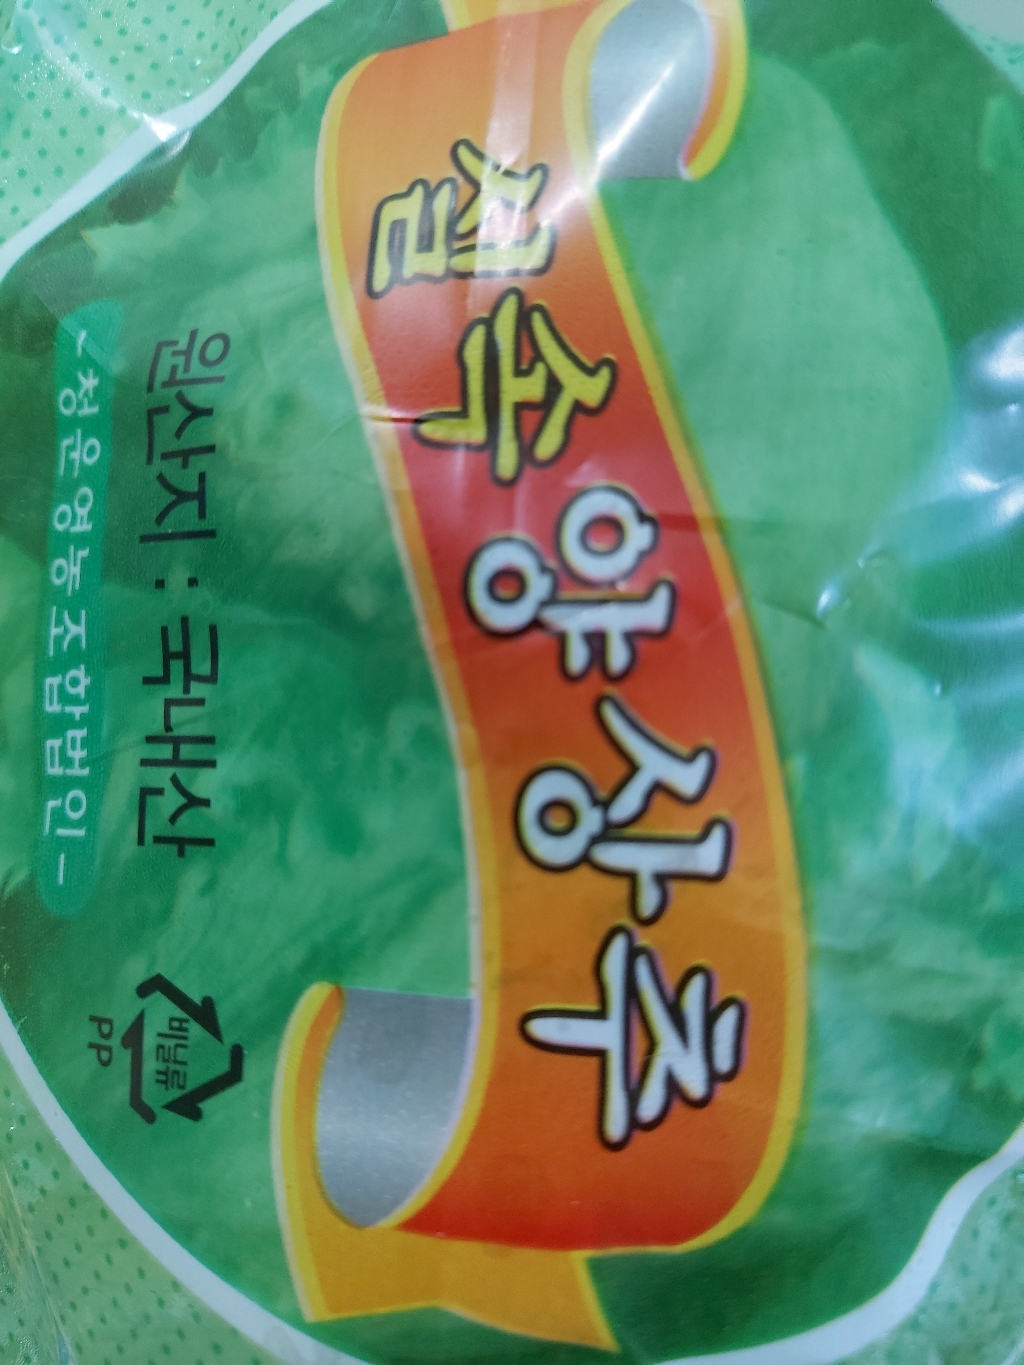 실속양상추
원산지 : 국내산
-청운영농조합법인-
비닐류
PP